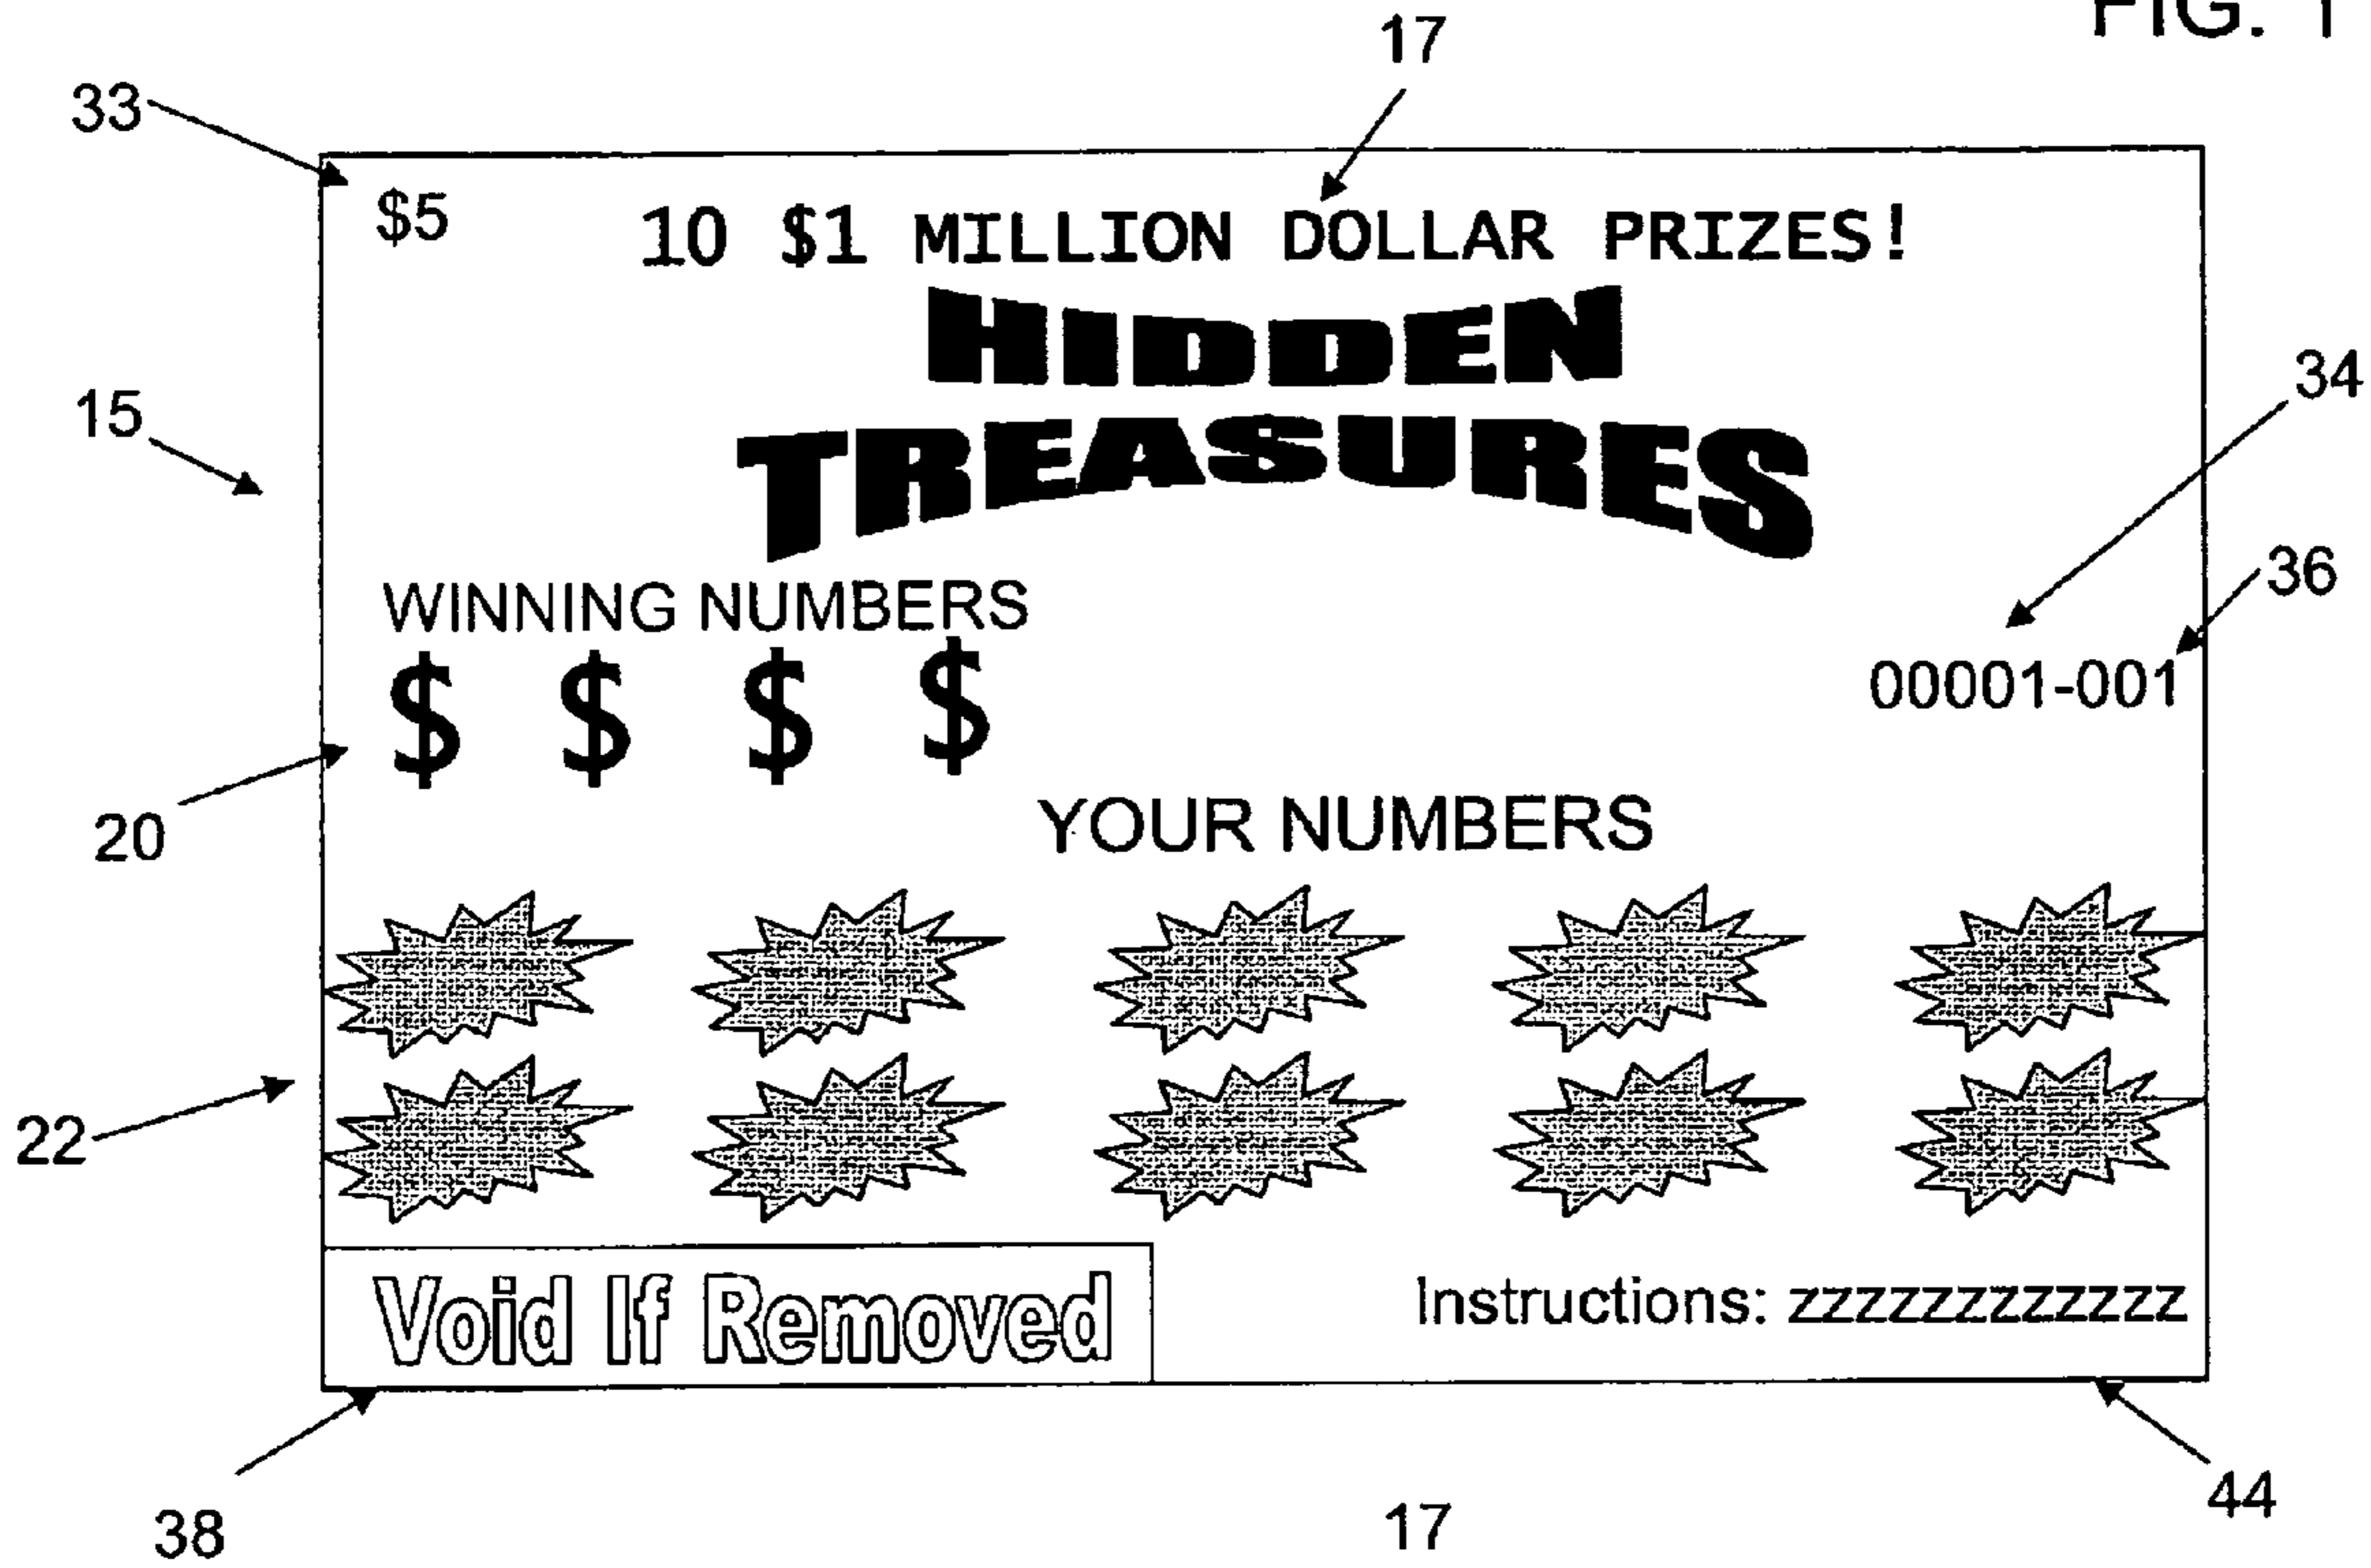 FIG. 1
17
33
$5 10 $1 MILLION DOLLAR PRIZES!
HIDDEN
TREASURES
34
15
36
WINNING NUMBERS
$ $ $ $
00001-001
20
YOUR NUMBERS
22
Void If Removed
Instructions: zzzzzzzzzzzz
38
17
44